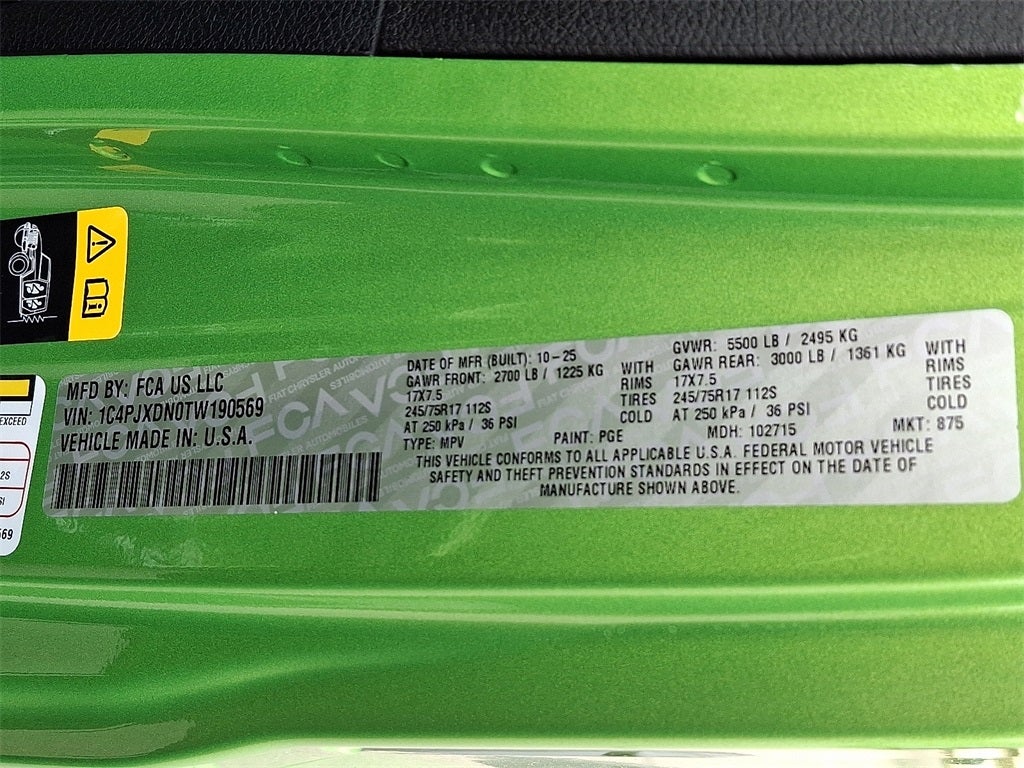 MFD BY: FCA US LLC
VIN: 1C4PJXDN0TW190569
VEHICLE MADE IN: U.S.A.
DATE OF MFR (BUILT): 10-25
GAWR FRONT: 2700 LB / 1225 KG WITH
17X7.5 RIMS
245/75R17 112S TIRES
AT 250 kPa / 36 PSI COLD
GVWR: 5500 LB / 2495 KG
GAWR REAR: 3000 LB / 1361 KG WITH
17X7.5 RIMS
245/75R17 112S TIRES
AT 250 kPa / 36 PSI COLD
TYPE: MPV PAINT: PGE MDH: 102715 MKT: 875
THIS VEHICLE CONFORMS TO ALL APPLICABLE U.S.A. FEDERAL MOTOR VEHICLE
SAFETY AND THEFT PREVENTION STANDARDS IN EFFECT ON THE DATE OF
MANUFACTURE SHOWN ABOVE.
EXCEED
2S
SI
569